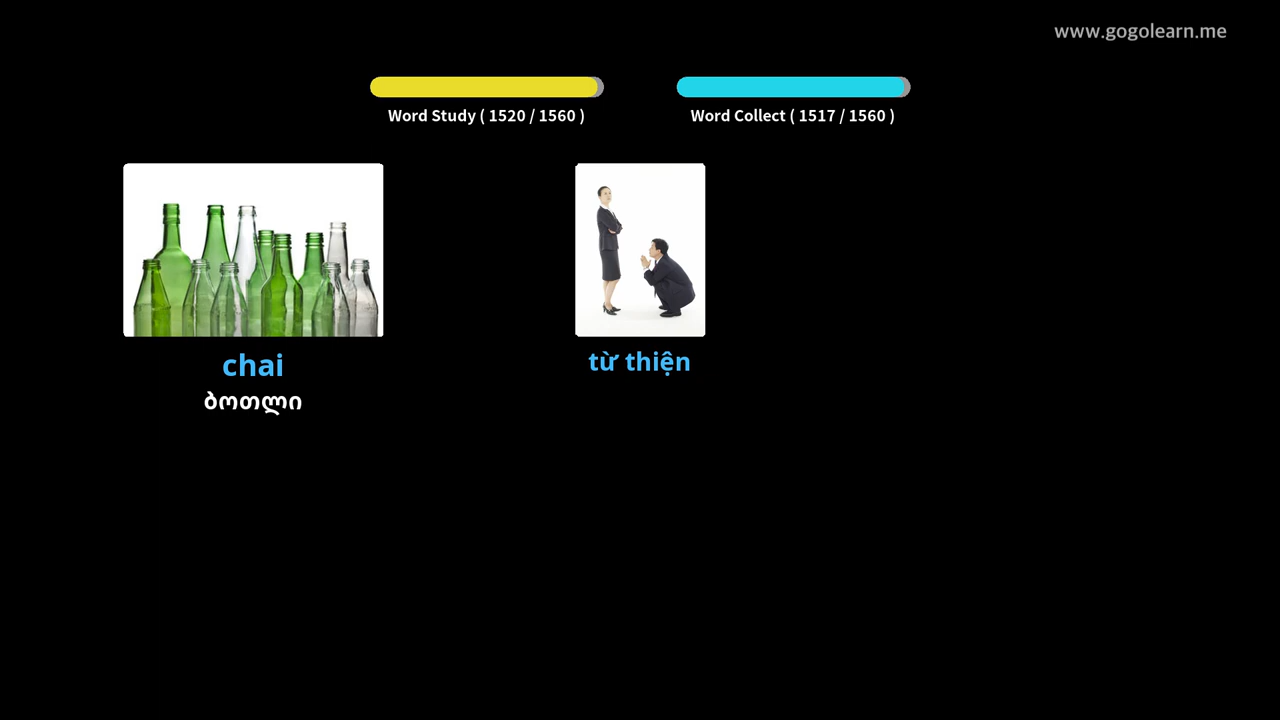 www.gogolearn.me
Word Study ( 1520 / 1560 )
Word Collect ( 1517 / 1560 )
chai
ბოთლი
từ thiện